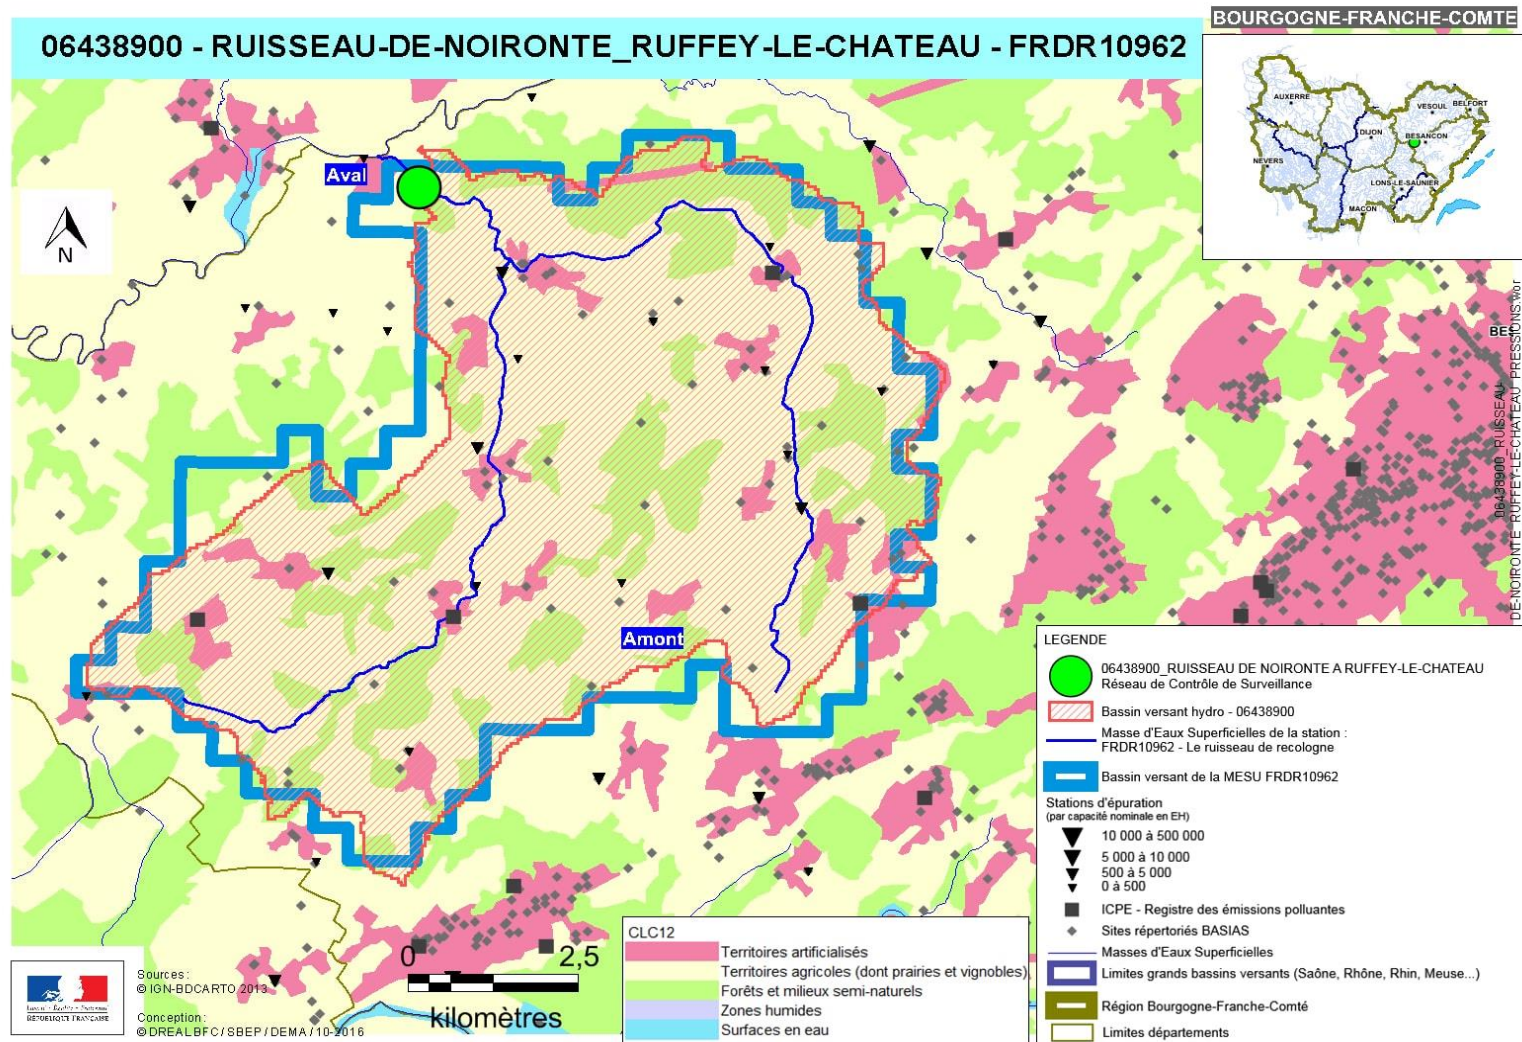 BOURGOGNE-FRANCHE-COMTE
06438900 - RUISSEAU-DE-NOIRONTE_RUFFEY-LE-CHATEAU - FRDR10962
AUXERRE
VESOUL
BELFORT
DIJON
BESANCON
NEVERS
LONS-LE-SAUNIER
MACON
Aval
N
BES
06438900_RUISSEAU-
DE-NOIRONTE_RUFFEY-LE-CHATEAU_PRESSIONS.wor
Amont
LEGENDE
06438900_RUISSEAU DE NOIRONTE A RUFFEY-LE-CHATEAU
Réseau de Contrôle de Surveillance
Bassin versant hydro - 06438900
Masse d'Eaux Superficielles de la station :
FRDR10962 - Le ruisseau de recologne
Bassin versant de la MESU FRDR10962
Stations d'épuration
(par capacité nominale en EH)
10 000 à 500 000
5 000 à 10 000
500 à 5 000
0 à 500
ICPE - Registre des émissions polluantes
Sites répertoriés BASIAS
Masses d'Eaux Superficielles
Limites grands bassins versants (Saône, Rhône, Rhin, Meuse...)
Région Bourgogne-Franche-Comté
Limites départements
CLC12
Territoires artificialisés
Territoires agricoles (dont prairies et vignobles)
Forêts et milieux semi-naturels
Zones humides
Surfaces en eau
0 2,5
kilomètres
Liberté • Égalité • Fraternité
RÉPUBLIQUE FRANÇAISE
Sources :
© IGN-BDCARTO 2013
Conception :
© DREALBFC / SBEP / DEMA / 10-2016